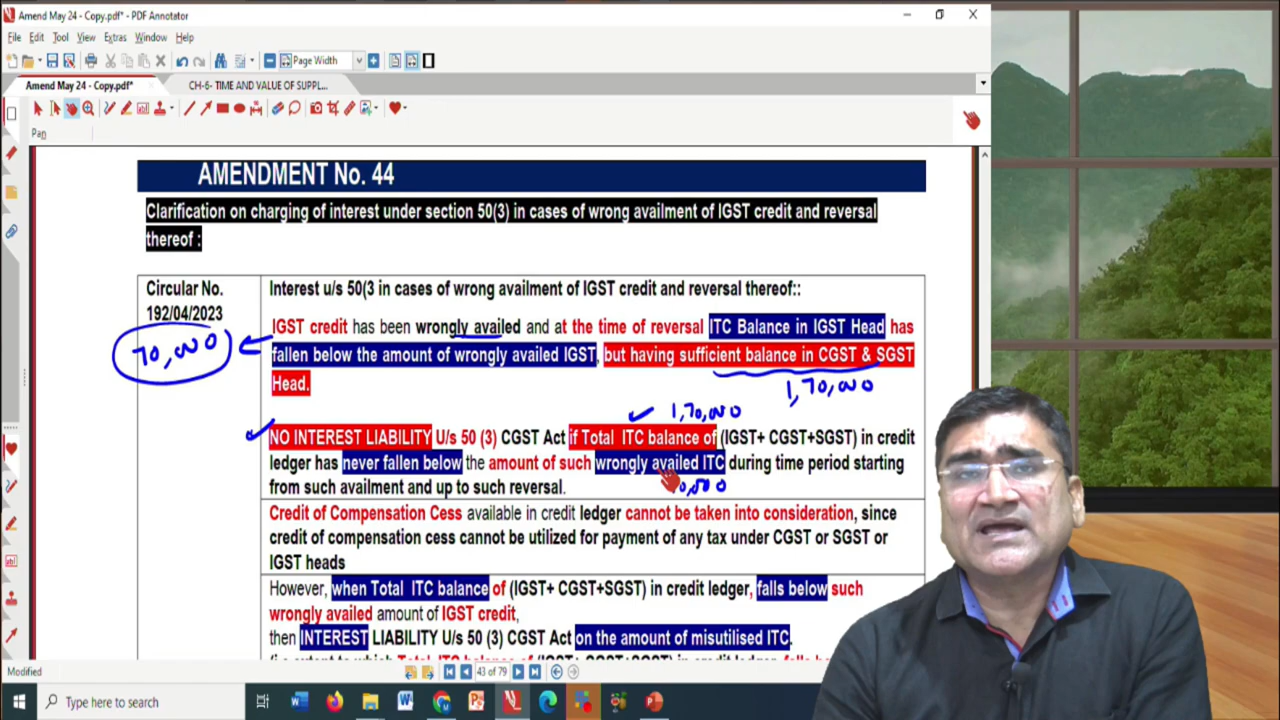 Amend May 24 - Copy.pdf* - PDF Annotator
File Edit Tool View Extras Window Help
Page Width
Amend May 24 - Copy.pdf* CH-6- TIME AND VALUE OF SUPPL...
Pan
AMENDMENT No. 44
Clarification on charging of interest under section 50(3) in cases of wrong availment of IGST credit and reversal
thereof :
Circular No.
192/04/2023
70,000
Interest u/s 50(3 in cases of wrong availment of IGST credit and reversal thereof::
IGST credit has been wrongly availed and at the time of reversal ITC Balance in IGST Head has
fallen below the amount of wrongly availed IGST, but having sufficient balance in CGST & SGST
Head.
1,70,000
1,70,000
NO INTEREST LIABILITY U/s 50 (3) CGST Act if Total ITC balance of (IGST+ CGST+SGST) in credit
ledger has never fallen below the amount of such wrongly availed ITC during time period starting
from such availment and up to such reversal.
Credit of Compensation Cess available in credit ledger cannot be taken into consideration, since
credit of compensation cess cannot be utilized for payment of any tax under CGST or SGST or
IGST heads
However, when Total ITC balance of (IGST+ CGST+SGST) in credit ledger, falls below such
wrongly availed amount of IGST credit,
then INTEREST LIABILITY U/s 50 (3) CGST Act on the amount of misutilised ITC.
Modified 43 of 79
Type here to search